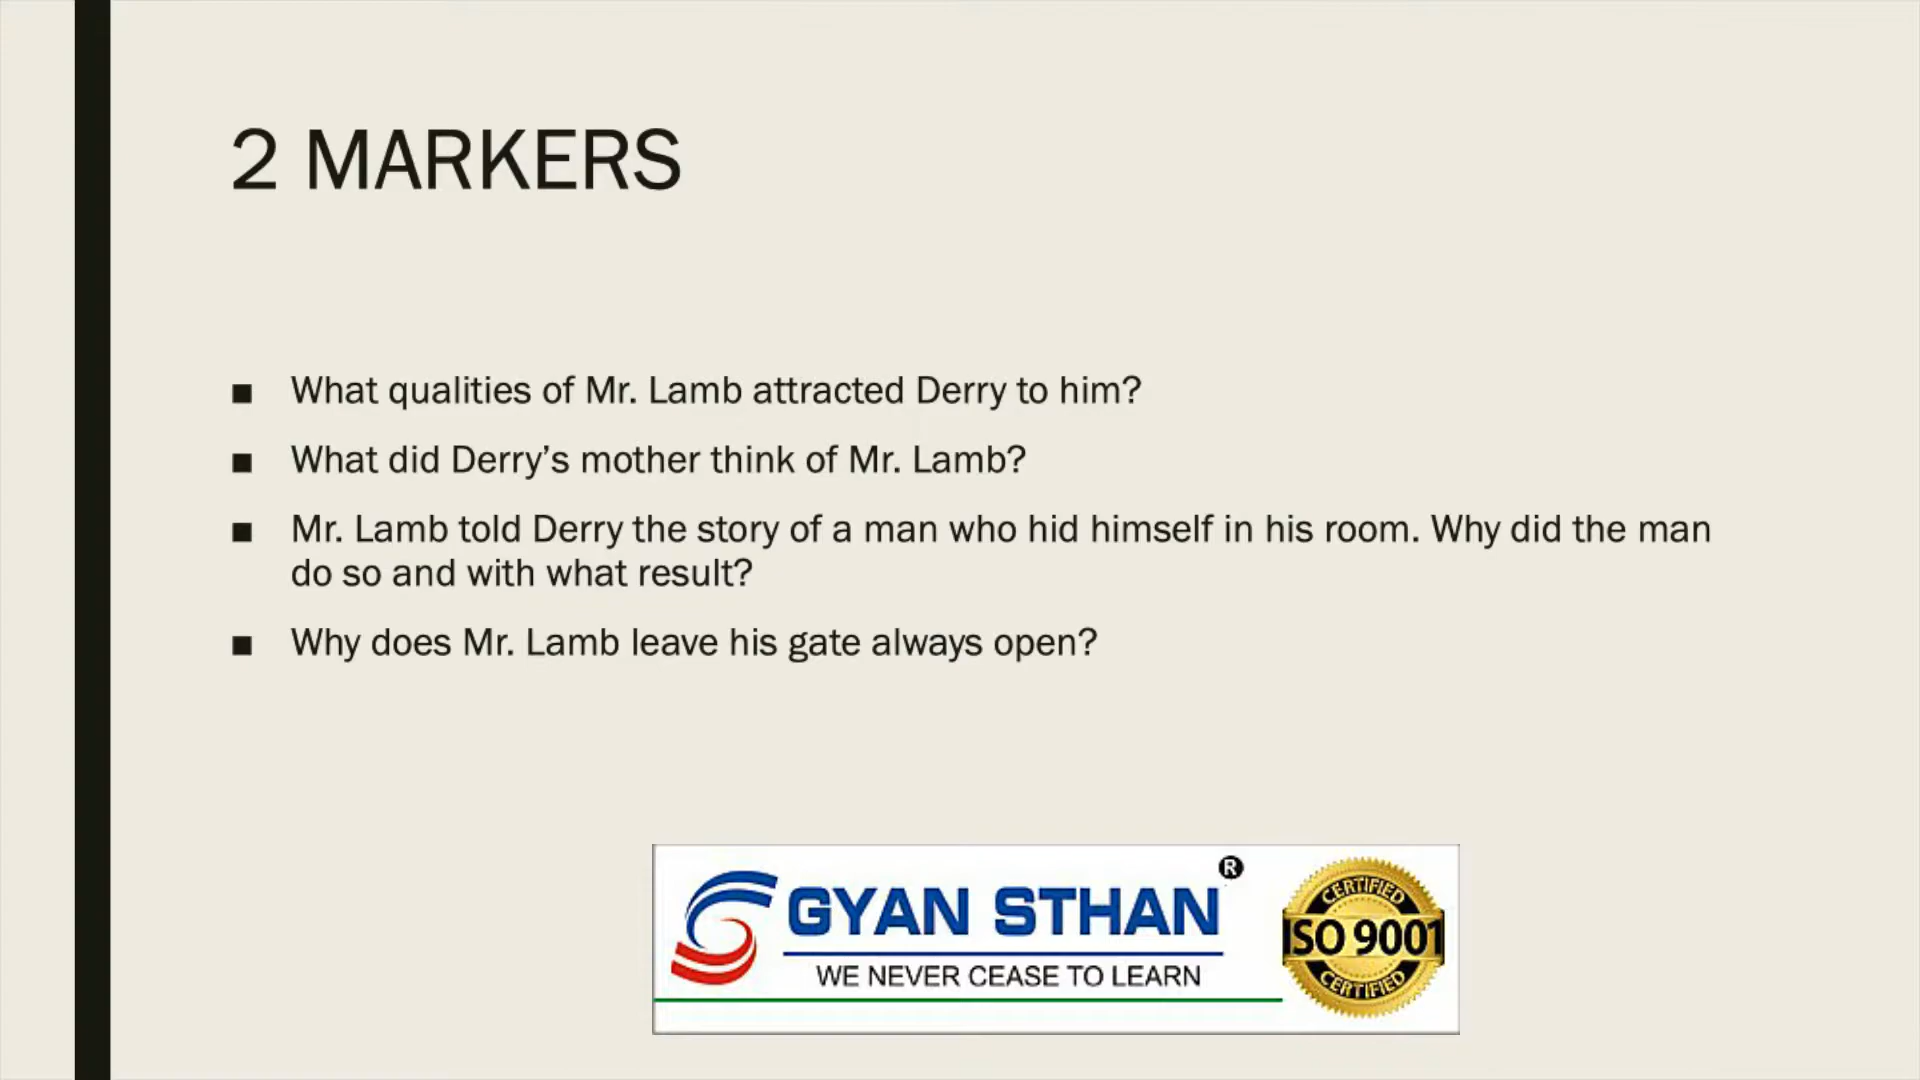 2 MARKERS
■ What qualities of Mr. Lamb attracted Derry to him?
■ What did Derry’s mother think of Mr. Lamb?
■ Mr. Lamb told Derry the story of a man who hid himself in his room. Why did the man
do so and with what result?
■ Why does Mr. Lamb leave his gate always open?
GYAN STHAN ®
WE NEVER CEASE TO LEARN
CERTIFIED
ISO 9001
CERTIFIED